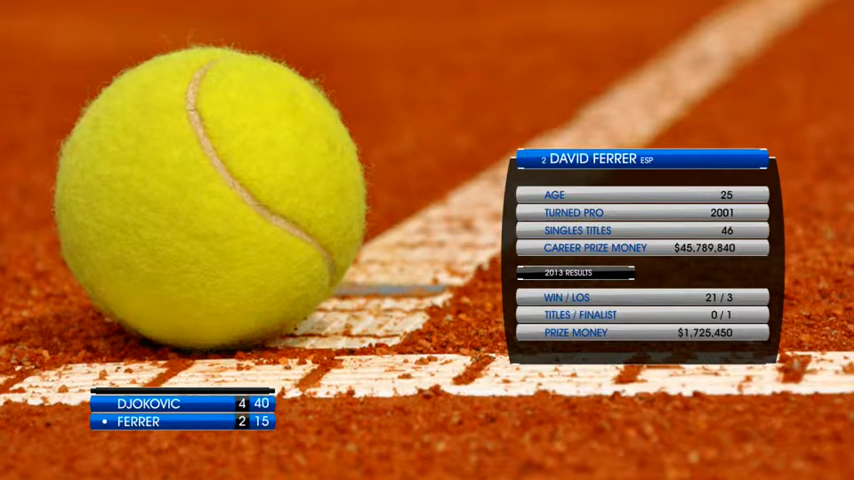 2 DAVID FERRER ESP
AGE 25
TURNED PRO 2001
SINGLES TITLES 46
CAREER PRIZE MONEY $45,789,840
2013 RESULTS
WIN / LOS 21 / 3
TITLES / FINALIST 0 / 1
PRIZE MONEY $1,725,450
DJOKOVIC 4 40
FERRER 2 15